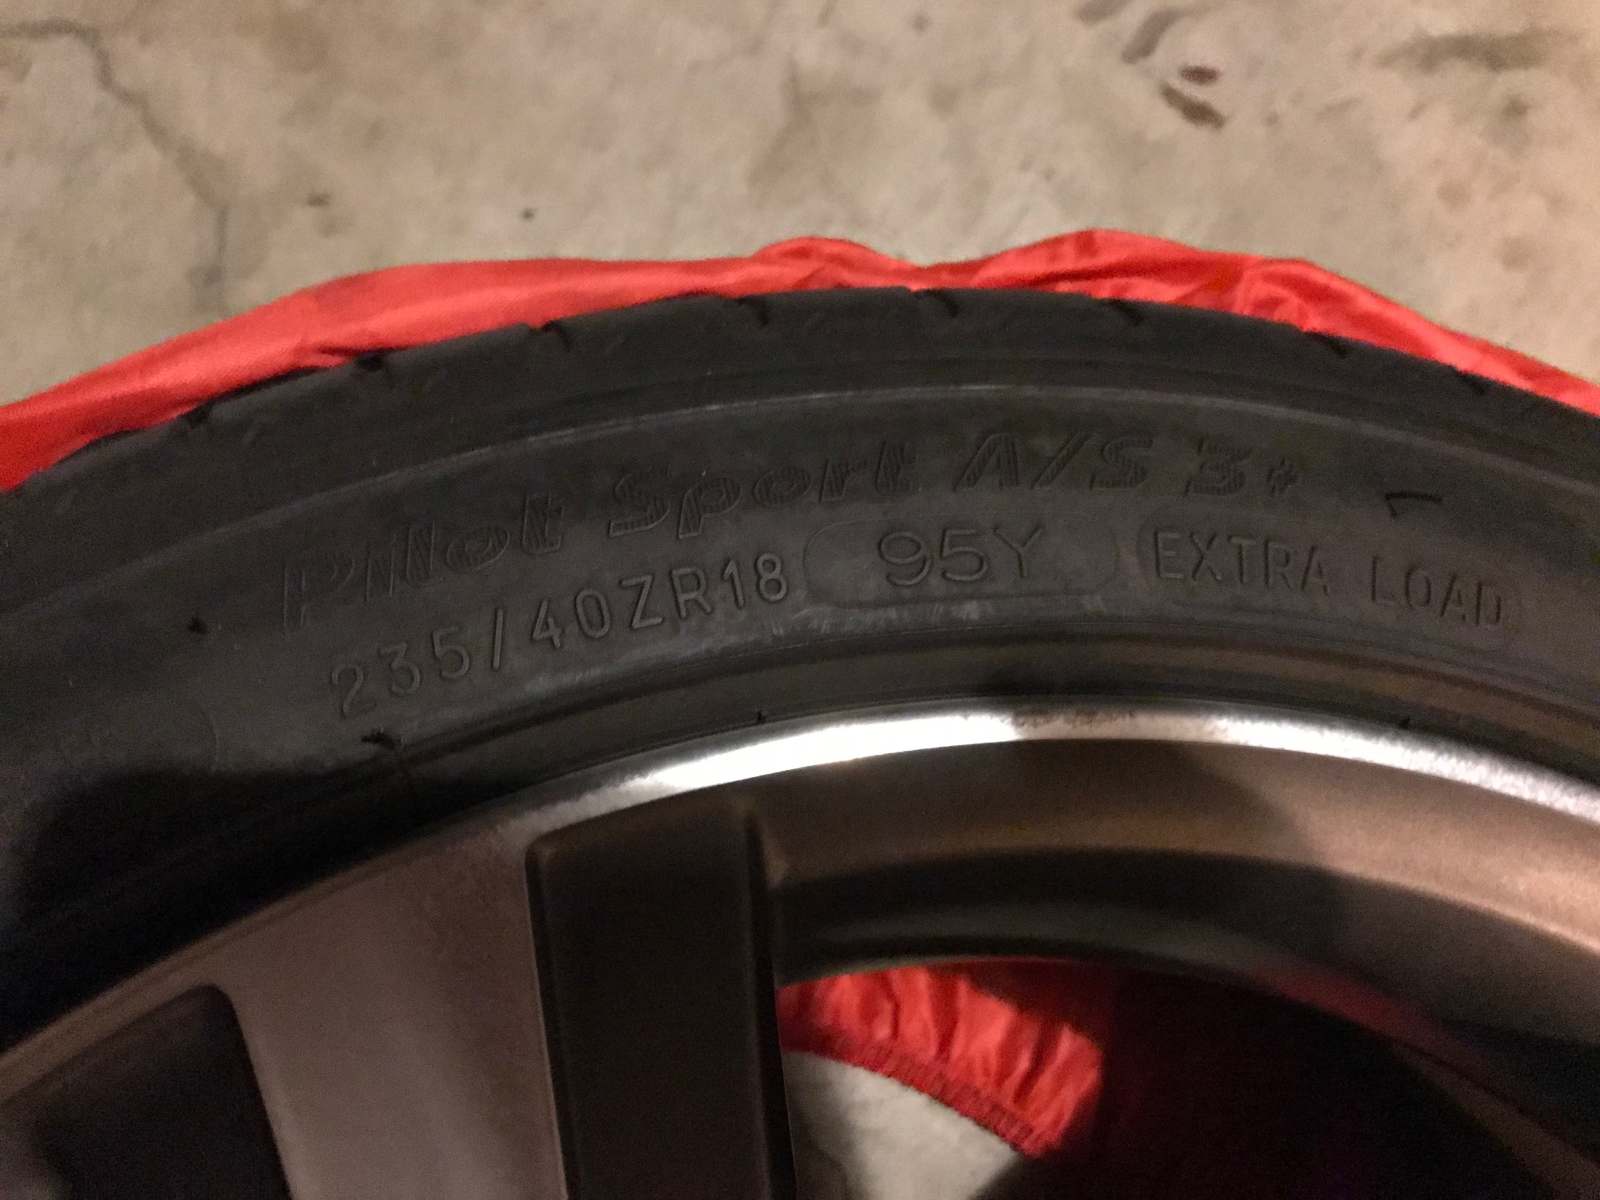 Pilot Sport A/S 3+
235/40ZR18 95Y EXTRA LOAD